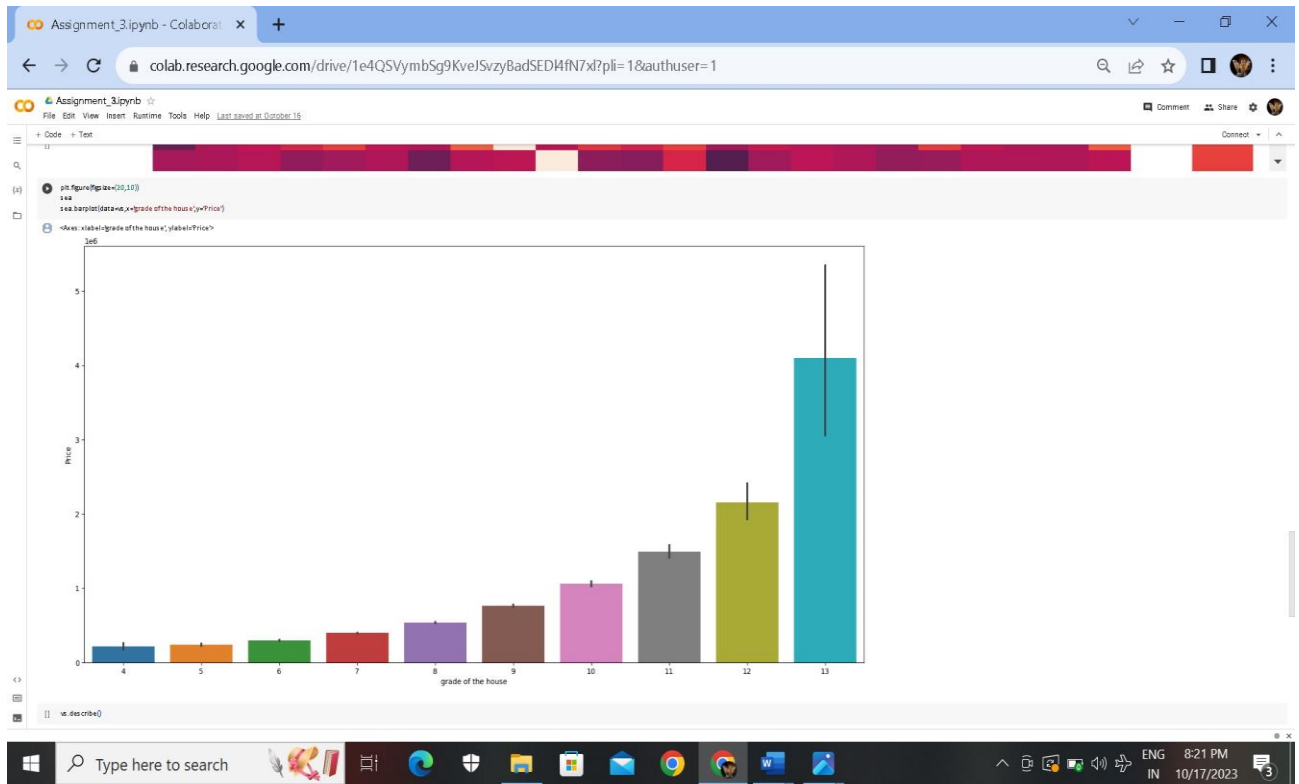 Assignment_3.ipynb - Colaborat
colab.research.google.com/drive/1e4QSVymbSg9KveJSvzyBadSEDl4fN7xl?pli=1&authuser=1
Assignment_3.ipynb
File Edit View Insert Runtime Tools Help Last saved at October 16
Comment Share
+ Code + Text
Connect
[]
plt.figure(figsize=(20,10))
sea
sea.barplot(data=vs,x='grade of the house',y='Price')
<Axes: xlabel='grade of the house', ylabel='Price'>
1e6
5
4
3
Price
2
1
0
4 5 6 7 8 9 10 11 12 13
grade of the house
[] vs.describe()
Type here to search
ENG 8:21 PM
IN 10/17/2023
3